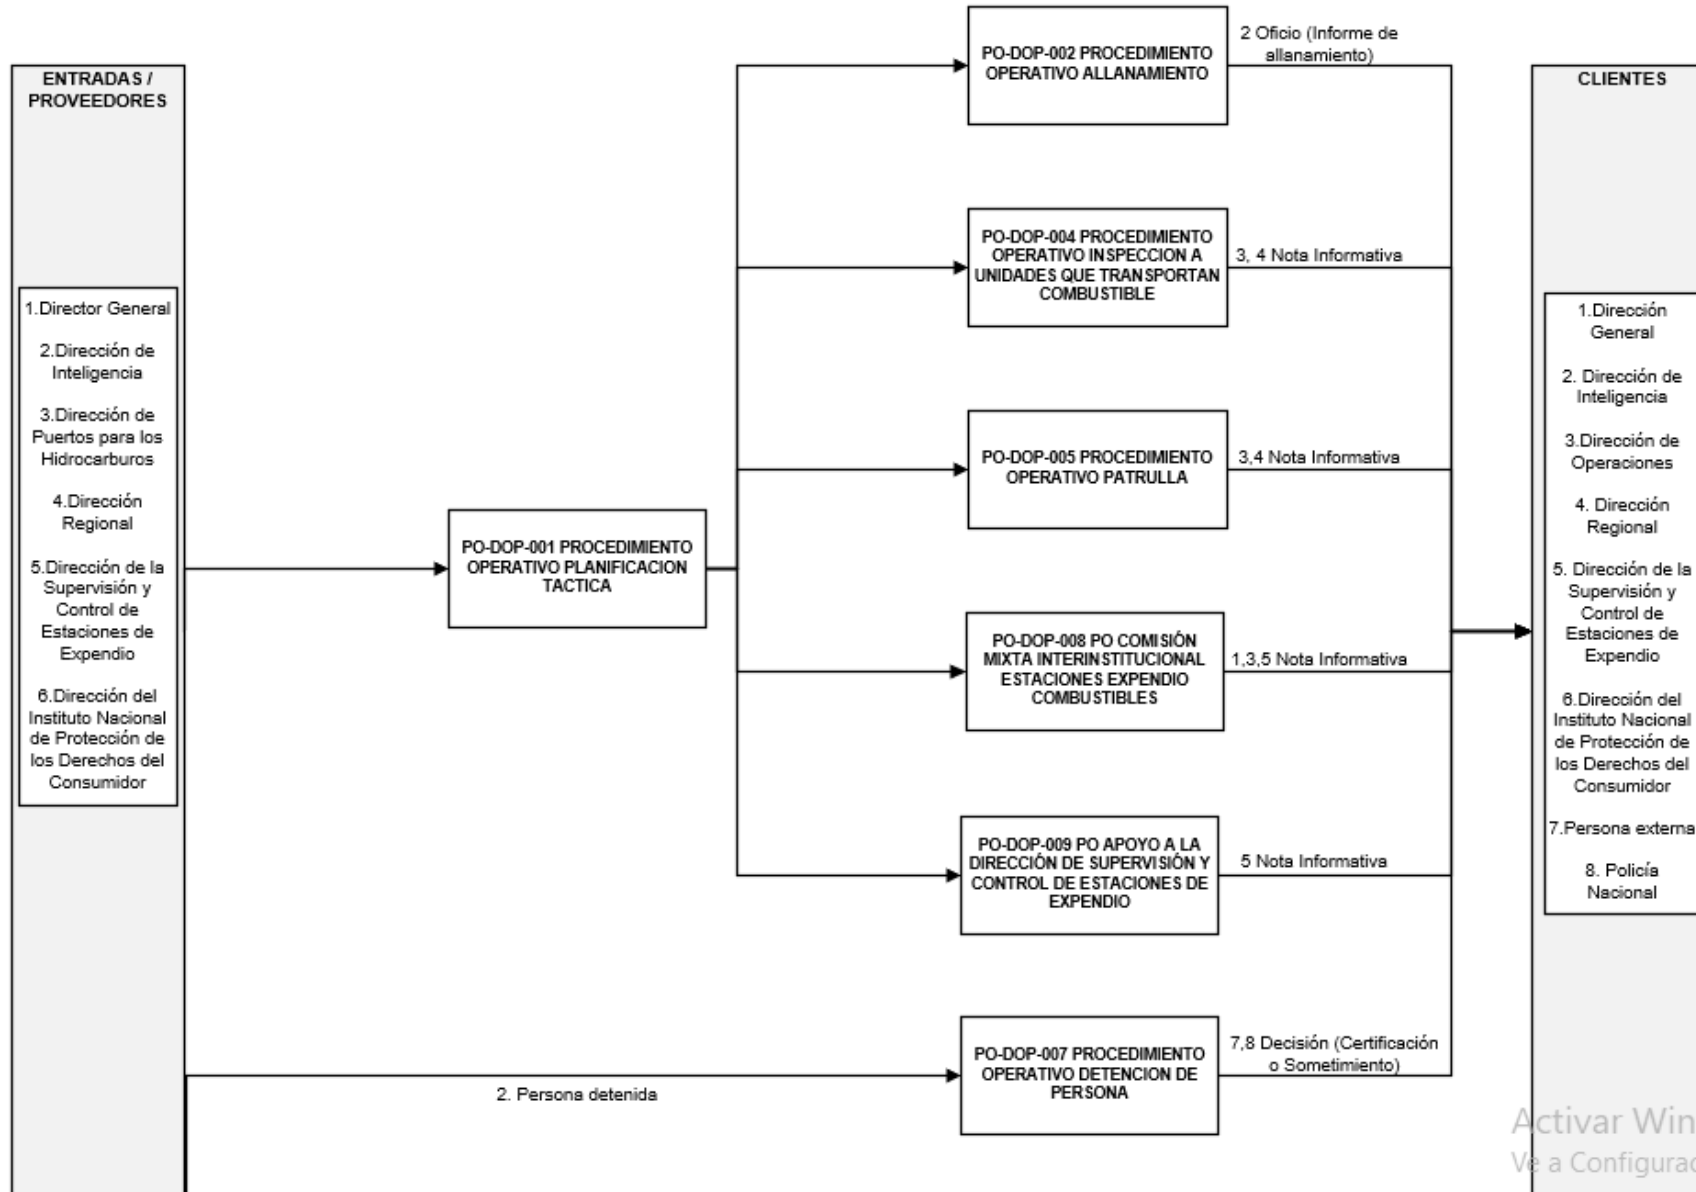 ENTRADAS /
PROVEEDORES
1.Director General
2.Dirección de
Inteligencia
3.Dirección de
Puertos para los
Hidrocarburos
4.Dirección
Regional
5.Dirección de la
Supervisión y
Control de
Estaciones de
Expendio
6.Dirección del
Instituto Nacional
de Protección de
los Derechos del
Consumidor
PO-DOP-001 PROCEDIMIENTO
OPERATIVO PLANIFICACION
TACTICA
2. Persona detenida
PO-DOP-002 PROCEDIMIENTO
OPERATIVO ALLANAMIENTO
2 Oficio (Informe de
allanamiento)
PO-DOP-004 PROCEDIMIENTO
OPERATIVO INSPECCION A
UNIDADES QUE TRANSPORTAN
COMBUSTIBLE
3, 4 Nota Informativa
PO-DOP-005 PROCEDIMIENTO
OPERATIVO PATRULLA
3,4 Nota Informativa
PO-DOP-008 PO COMISIÓN
MIXTA INTERINSTITUCIONAL
ESTACIONES EXPENDIO
COMBUSTIBLES
1,3,5 Nota Informativa
PO-DOP-009 PO APOYO A LA
DIRECCIÓN DE SUPERVISIÓN Y
CONTROL DE ESTACIONES DE
EXPENDIO
5 Nota Informativa
PO-DOP-007 PROCEDIMIENTO
OPERATIVO DETENCION DE
PERSONA
7,8 Decisión (Certificación
o Sometimiento)
CLIENTES
1.Dirección
General
2. Dirección de
Inteligencia
3.Dirección de
Operaciones
4. Dirección
Regional
5. Dirección de la
Supervisión y
Control de
Estaciones de
Expendio
6.Dirección del
Instituto Nacional
de Protección de
los Derechos del
Consumidor
7.Persona externa
8. Policía
Nacional
Activar Win
Ve a Configurac